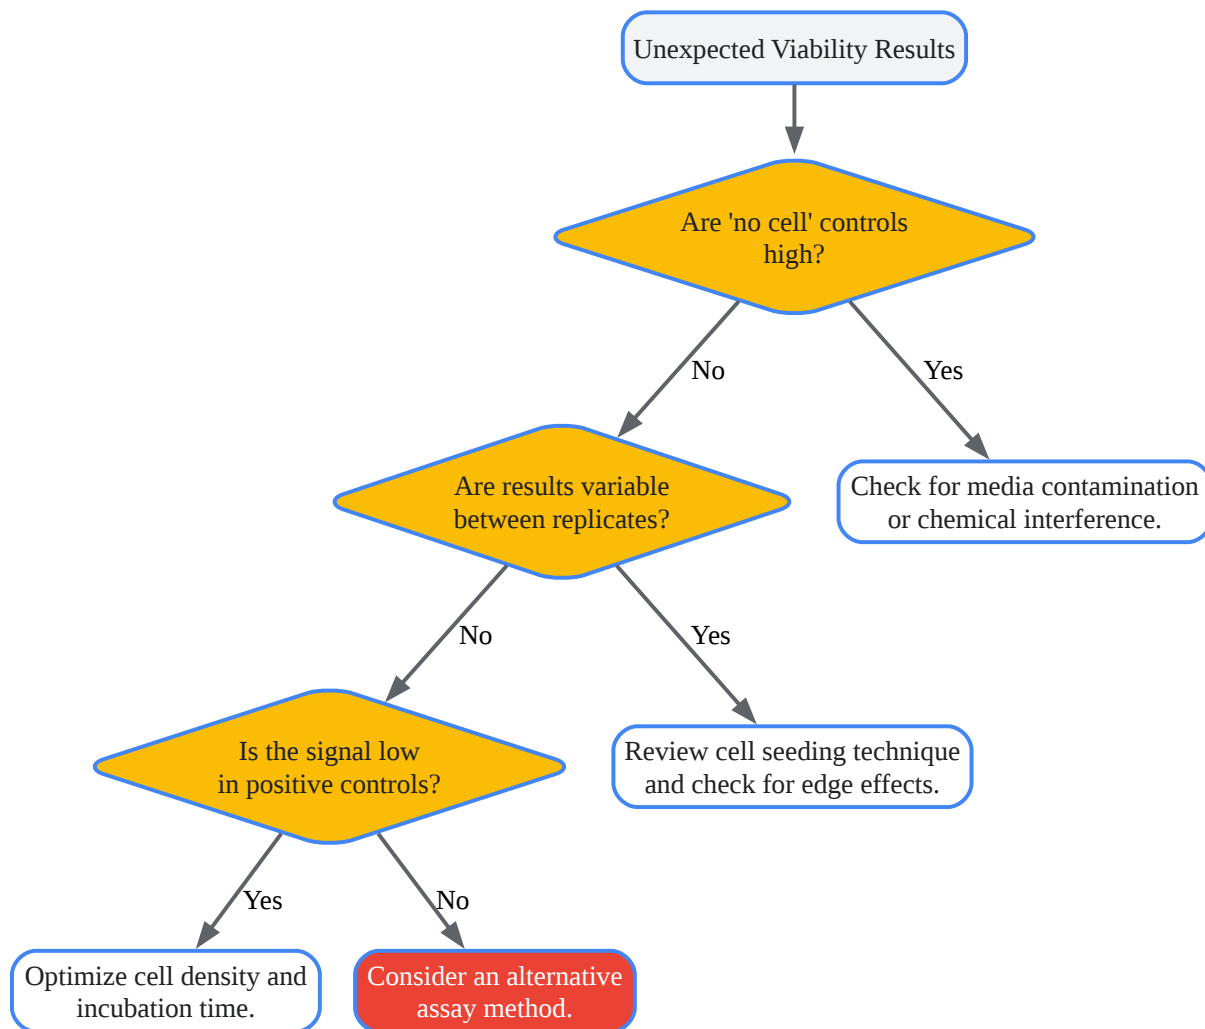 Unexpected Viability Results
Are 'no cell' controls
high?
No
Yes
Are results variable
between replicates?
Check for media contamination
or chemical interference.
No
Yes
Is the signal low
in positive controls?
Review cell seeding technique
and check for edge effects.
Yes
No
Optimize cell density and
incubation time.
Consider an alternative
assay method.